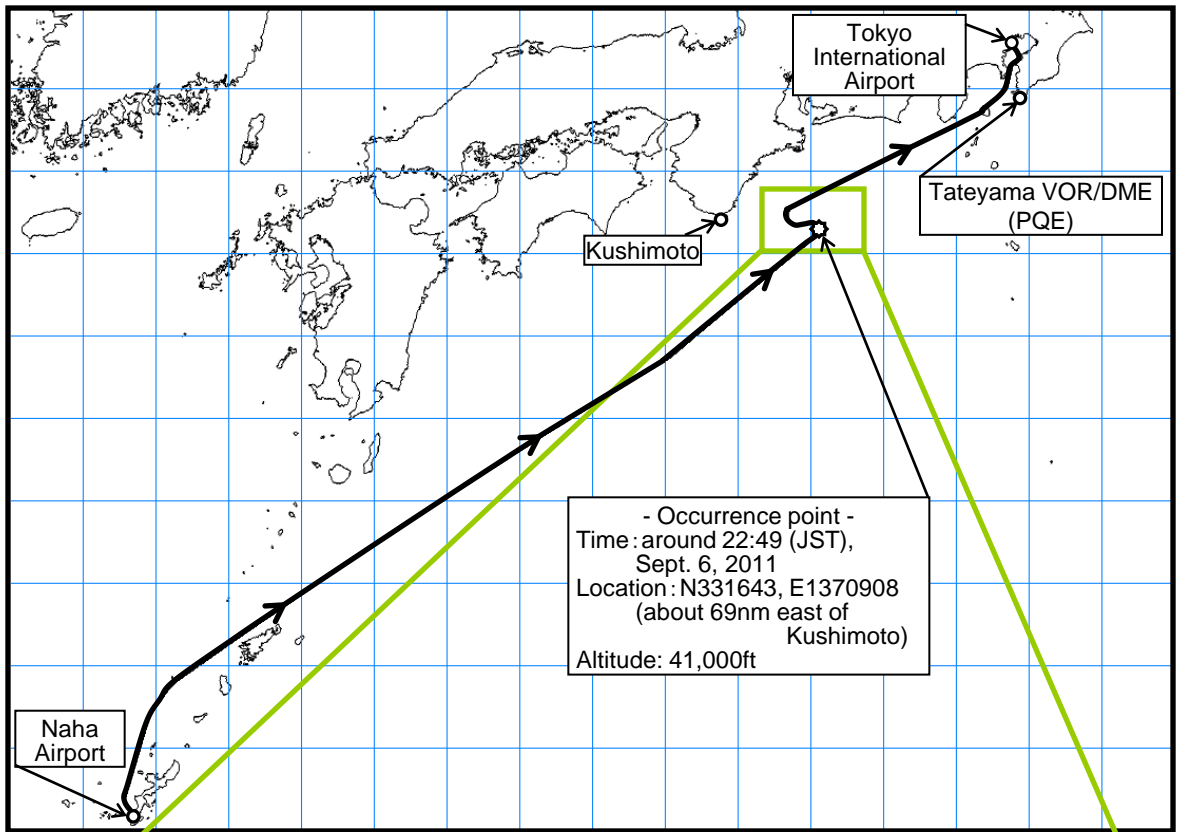 Tokyo
International
Airport
Tateyama VOR/DME
(PQE)
Kushimoto
- Occurrence point -
Time:around 22:49 (JST),
Sept. 6, 2011
Location:N331643, E1370908
(about 69nm east of
Kushimoto)
Altitude: 41,000ft
Naha
Airport